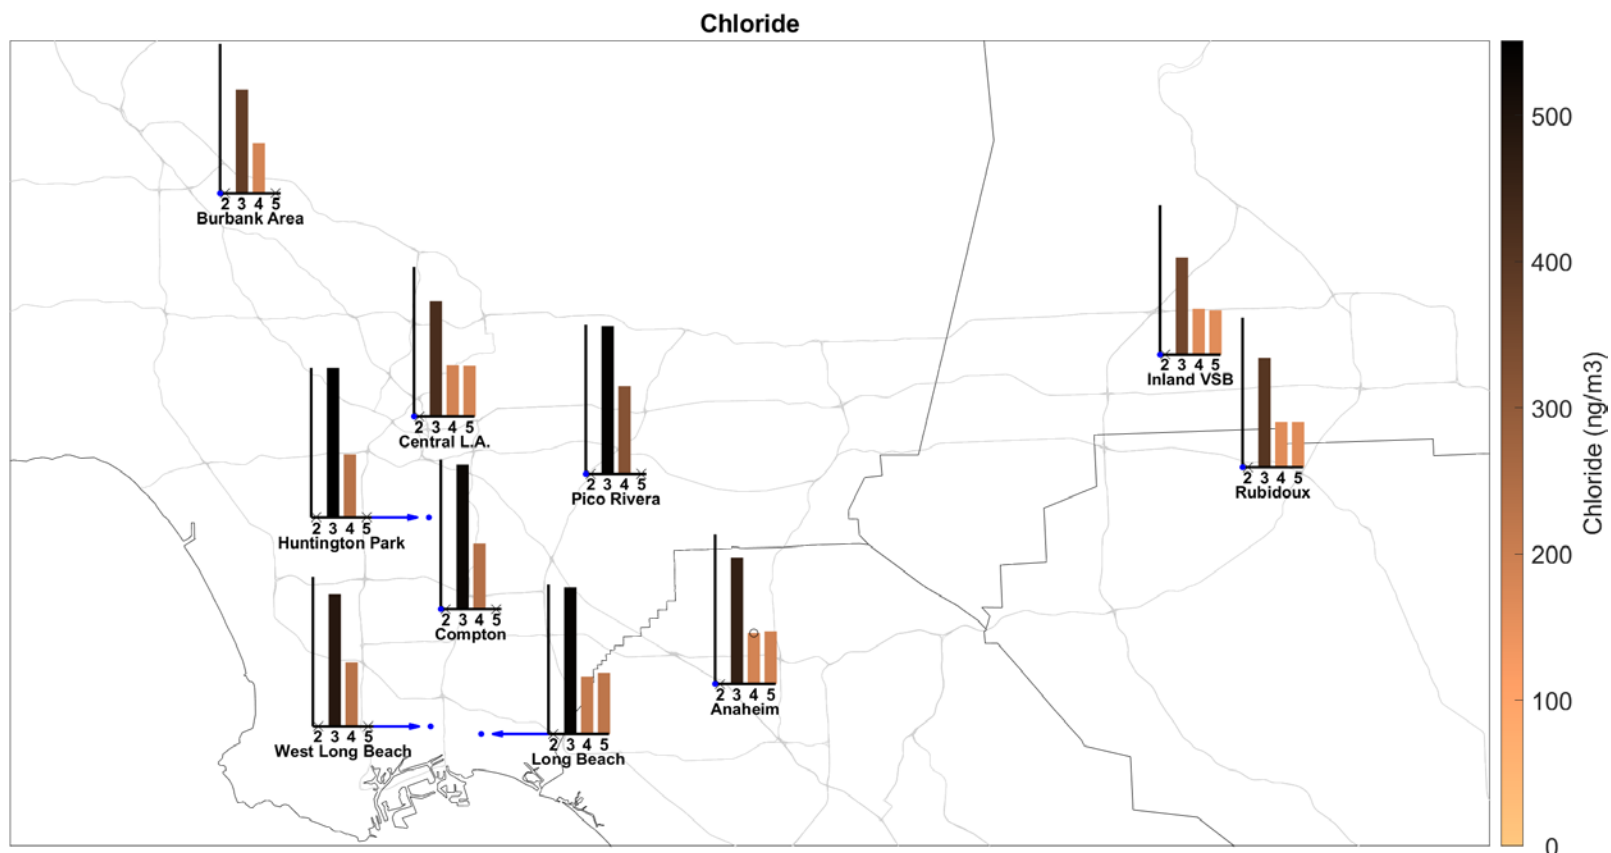 Chloride
2 3 4 5
Burbank Area
2 3 4 5
Central L.A.
2 3 4 5
Pico Rivera
2 3 4 5
Inland VSB
2 3 4 5
Rubidoux
2 3 4 5
Huntington Park
2 3 4 5
Compton
2 3 4 5
Anaheim
2 3 4 5
West Long Beach
2 3 4 5
Long Beach
500
400
300
200
100
0
Chloride (ng/m3)